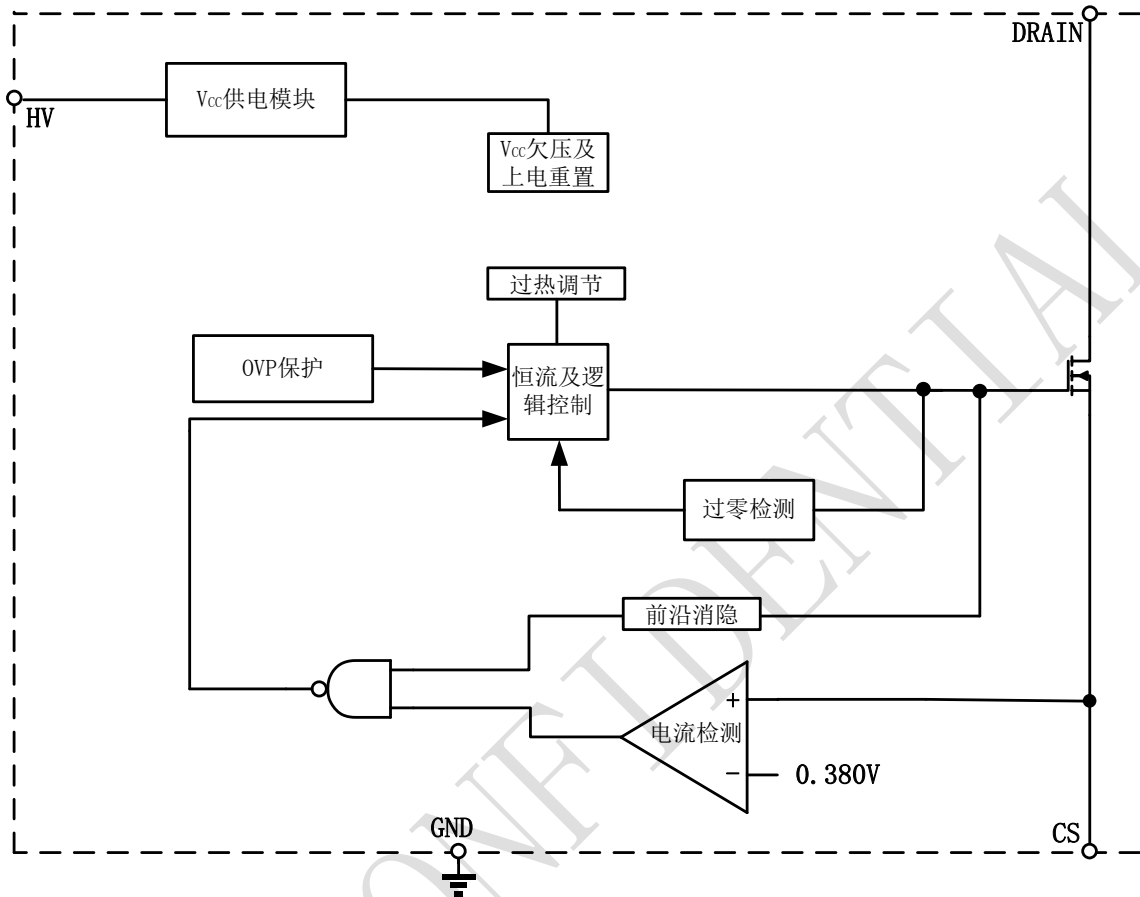 DRAIN
HV
Vcc供电模块
Vcc欠压及
上电重置
过热调节
OVP保护
恒流及逻
辑控制
过零检测
前沿消隐
+
电流检测
−
0.380V
GND
CS
ONFIDENTIAL